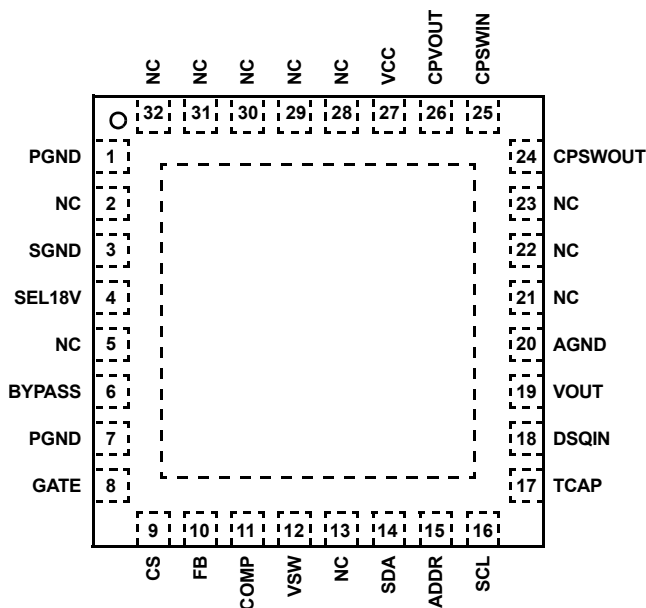 NC NC NC NC NC VCC CPVOUT CPSWIN
32 31 30 29 28 27 26 25
PGND 1 24 CPSWOUT
NC 2 23 NC
SGND 3 22 NC
SEL18V 4 21 NC
NC 5 20 AGND
BYPASS 6 19 VOUT
PGND 7 18 DSQIN
GATE 8 17 TCAP
9 10 11 12 13 14 15 16
CS FB COMP VSW NC SDA ADDR SCL